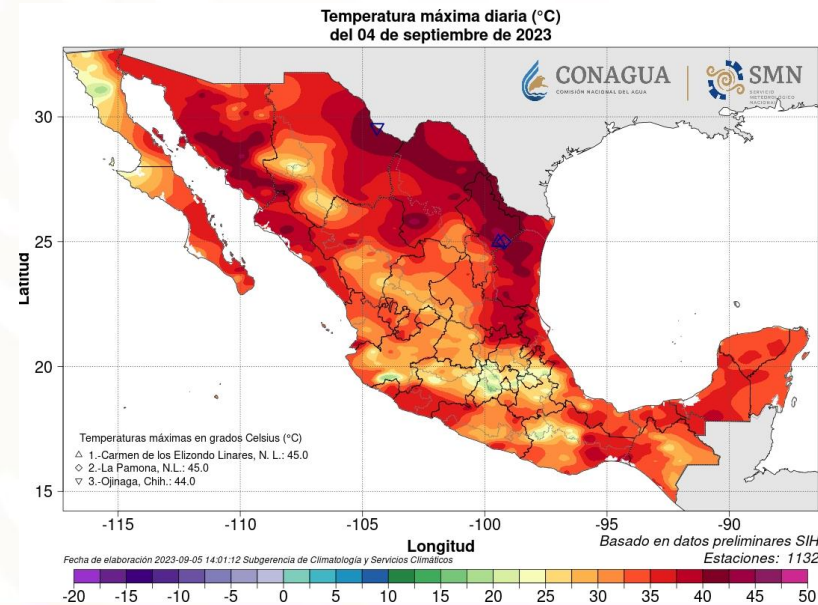 Temperatura máxima diaria (°C)
del 04 de septiembre de 2023
CONAGUA
COMISIÓN NACIONAL DEL AGUA
SMN
SERVICIO
METEOROLÓGICO
NACIONAL
30
25
20
15
Latitud
Temperaturas máximas en grados Celsius (°C)
1.-Carmen de los Elizondo Linares, N. L.: 45.0
2.-La Pamona, N.L.: 45.0
3.-Ojinaga, Chih.: 44.0
-115 -110 -105 -100 -95 -90
Longitud
Basado en datos preliminares SIH
Fecha de elaboración 2023-09-05 14:01:12 Subgerencia de Climatología y Servicios Climáticos
Estaciones: 1132
-20 -15 -10 -5 0 5 10 15 20 25 30 35 40 45 50